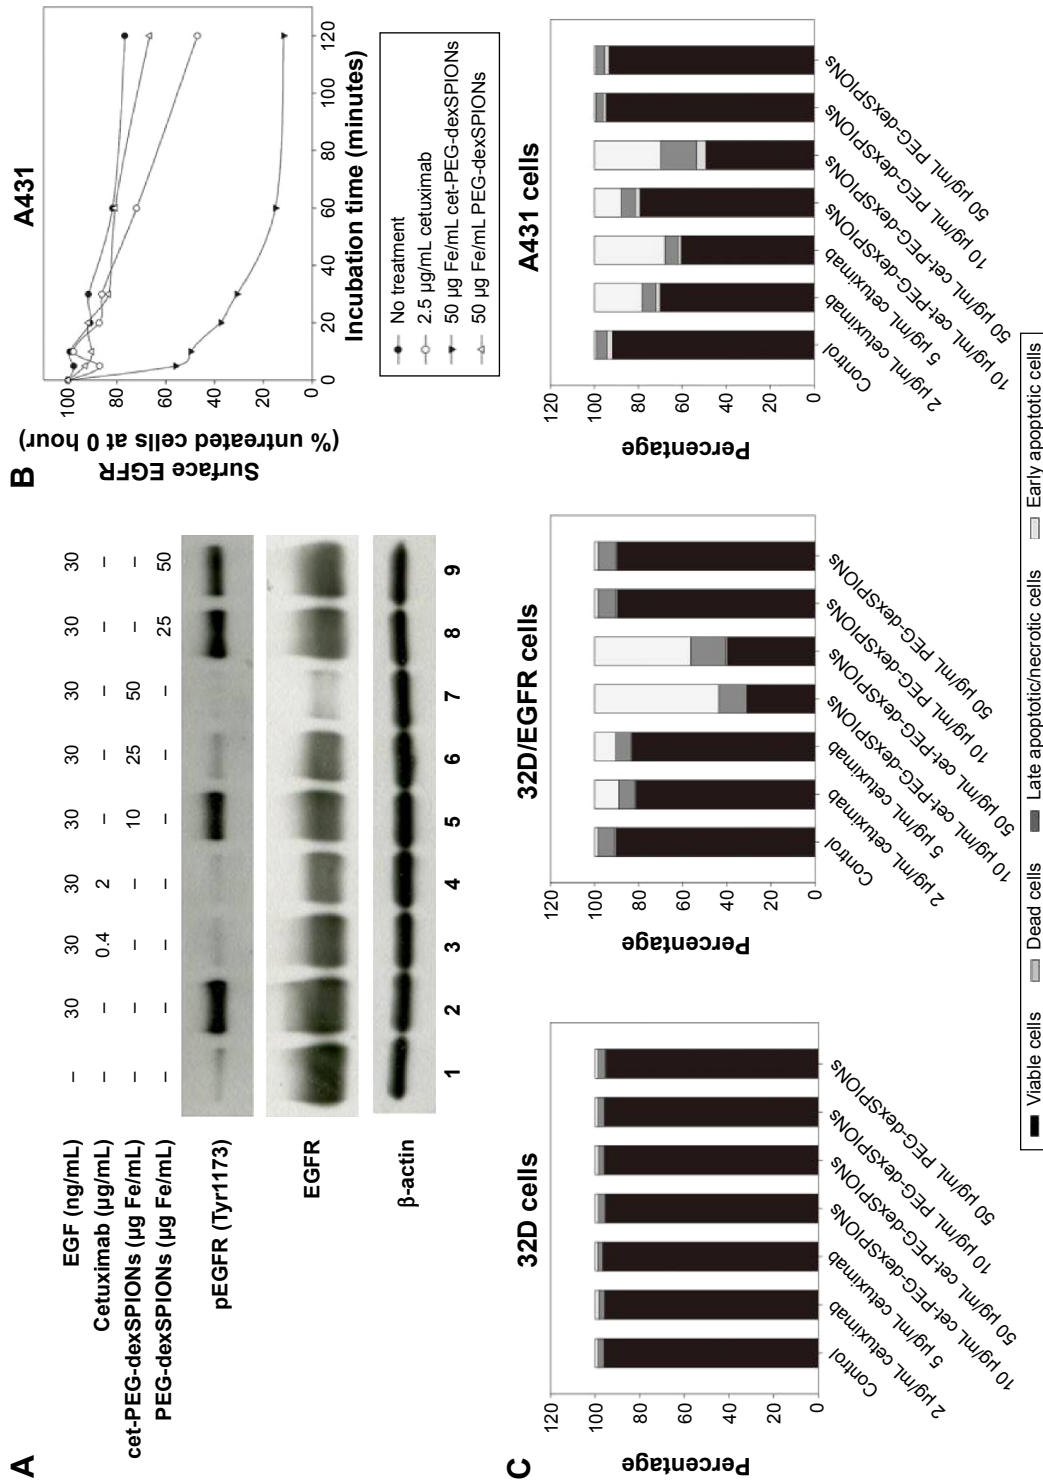 A
EGF (ng/mL) – 30 30 30 30 30 30 30 30
Cetuximab (µg/mL) – – 0.4 2 – – – – –
cet-PEG-dexSPIONs (µg Fe/mL) – – – – 10 25 50 – –
PEG-dexSPIONs (µg Fe/mL) – – – – – – – 25 50
pEGFR (Tyr1173)
EGFR
β-actin
1 2 3 4 5 6 7 8 9
B
A431
Surface EGFR
(% untreated cells at 0 hour)
100
80
60
40
20
0
0 20 40 60 80 100 120
Incubation time (minutes)
No treatment
2.5 µg/mL cetuximab
50 µg Fe/mL cet-PEG-dexSPIONs
50 µg Fe/mL PEG-dexSPIONs
C
32D cells
Percentage
120
100
80
60
40
20
0
Control
2 µg/mL cetuximab
5 µg/mL cetuximab
10 µg/mL cet-PEG-dexSPIONs
50 µg/mL cet-PEG-dexSPIONs
10 µg/mL PEG-dexSPIONs
50 µg/mL PEG-dexSPIONs
32D/EGFR cells
Percentage
120
100
80
60
40
20
0
Control
2 µg/mL cetuximab
5 µg/mL cetuximab
10 µg/mL cet-PEG-dexSPIONs
50 µg/mL cet-PEG-dexSPIONs
10 µg/mL PEG-dexSPIONs
50 µg/mL PEG-dexSPIONs
A431 cells
Percentage
120
100
80
60
40
20
0
Control
2 µg/mL cetuximab
5 µg/mL cetuximab
10 µg/mL cet-PEG-dexSPIONs
50 µg/mL cet-PEG-dexSPIONs
10 µg/mL PEG-dexSPIONs
50 µg/mL PEG-dexSPIONs
Viable cells Dead cells Late apoptotic/necrotic cells Early apoptotic cells